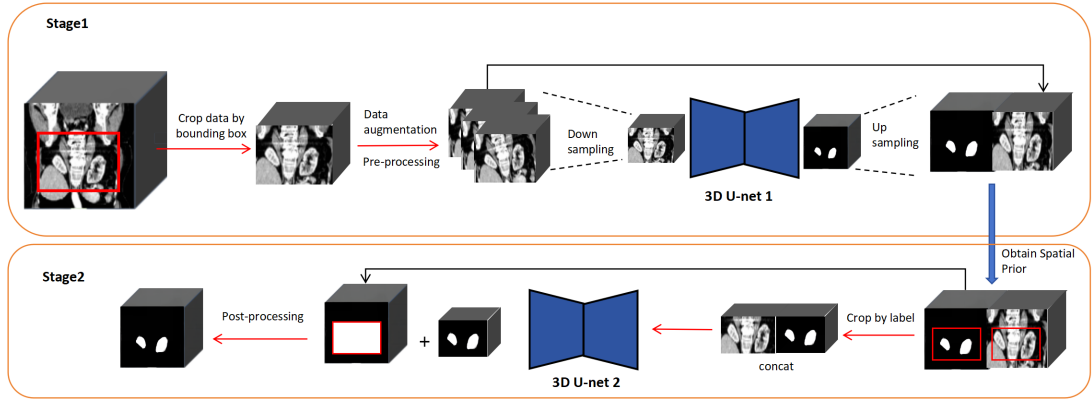 Stage1
Crop data by
bounding box
Data
augmentation
Pre-processing
Down
sampling
3D U-net 1
Up
sampling
Obtain Spatial
Prior
Stage2
Post-processing
+
3D U-net 2
concat
Crop by label